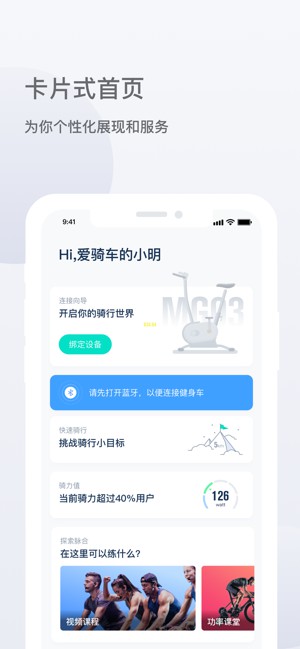 卡片式首页
为你个性化展现和服务
9:41
Hi,爱骑车的小明
连接向导
开启你的骑行世界
MG03
绑定设备
请先打开蓝牙，以便连接健身车
快速骑行
挑战骑行小目标
骑力值
当前骑力超过40%用户
126
watt
探索脉合
在这里可以练什么?
视频课程
功率课堂